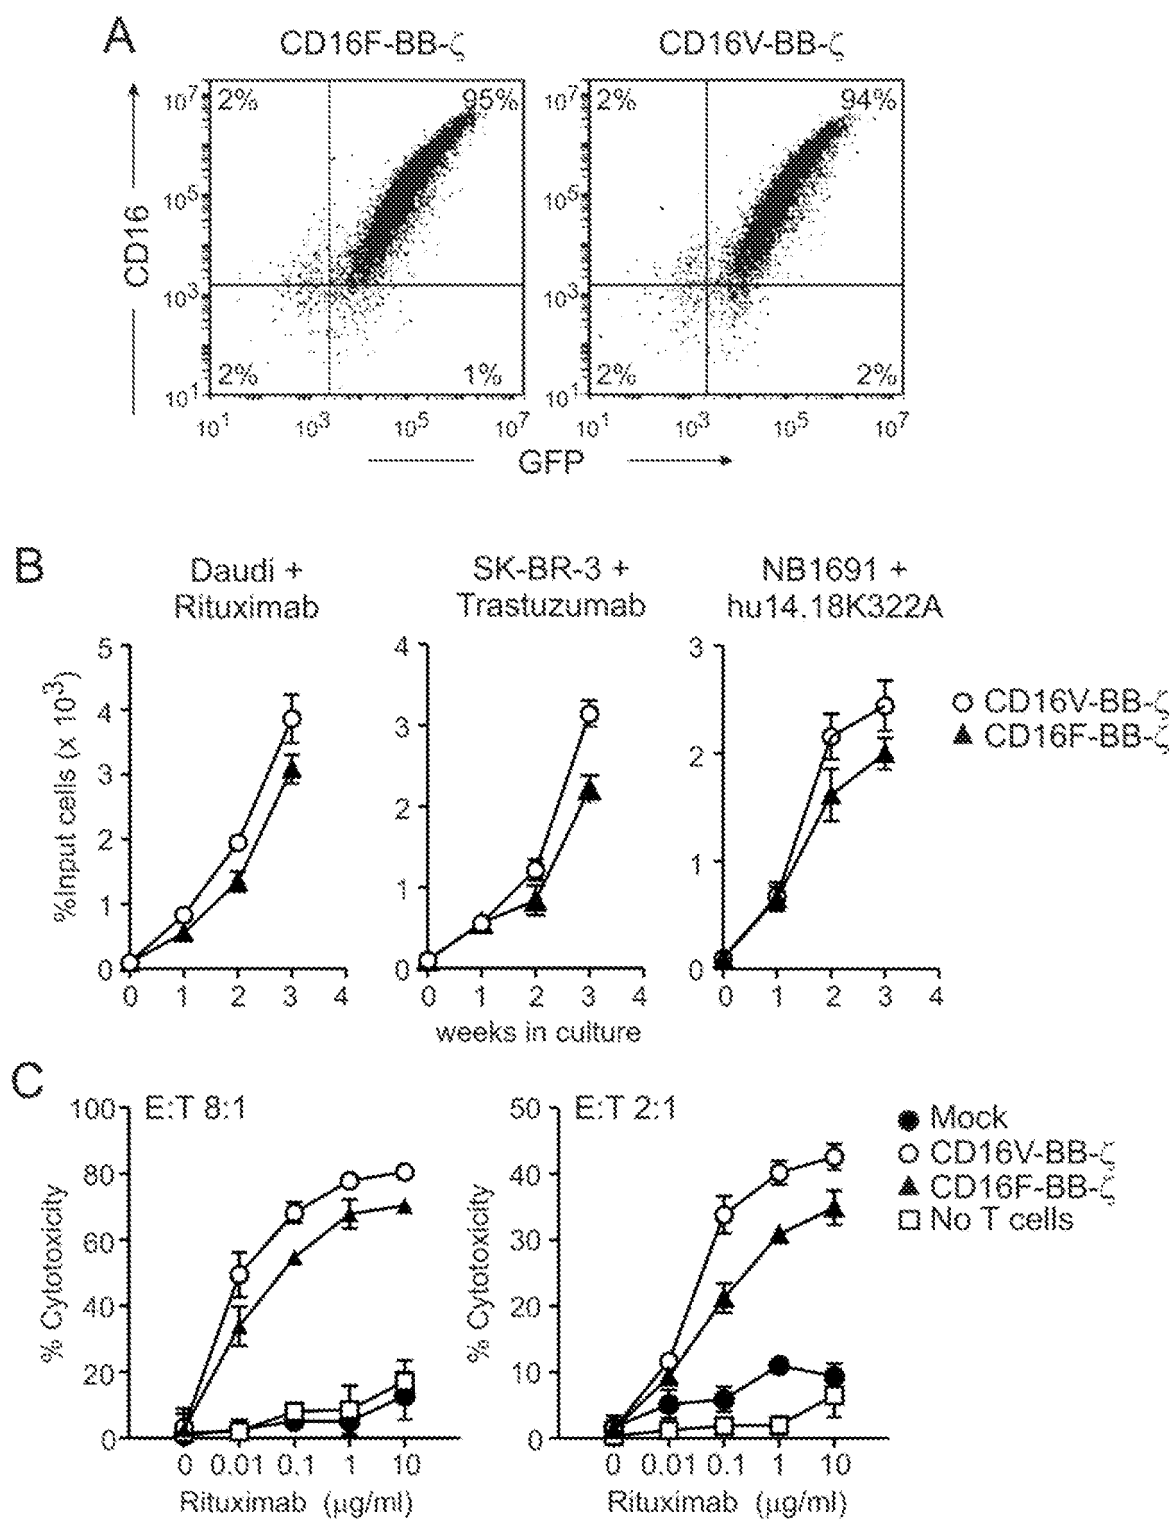 A
CD16F-BB-ζ
CD16V-BB-ζ
CD16
10⁷
10⁵
10³
10¹
2%
95%
2%
1%
10¹
10³
10⁵
10⁷
10⁷
10⁵
10³
10¹
2%
94%
2%
2%
10¹
10³
10⁵
10⁷
GFP
B
Daudi +
Rituximab
SK-BR-3 +
Trastuzumab
NB1691 +
hu14.18K322A
%Input cells (x 10³)
5
4
3
2
1
0
0 1 2 3 4
4
3
2
1
0
0 1 2 3 4
3
2
1
0
0 1 2 3 4
CD16V-BB-ζ
CD16F-BB-ζ
weeks in culture
C
E:T 8:1
% Cytotoxicity
100
80
60
40
20
0
0 0.01 0.1 1 10
Rituximab (µg/ml)
E:T 2:1
% Cytotoxicity
50
40
30
20
10
0
0 0.01 0.1 1 10
Rituximab (µg/ml)
Mock
CD16V-BB-ζ
CD16F-BB-ζ
No T cells